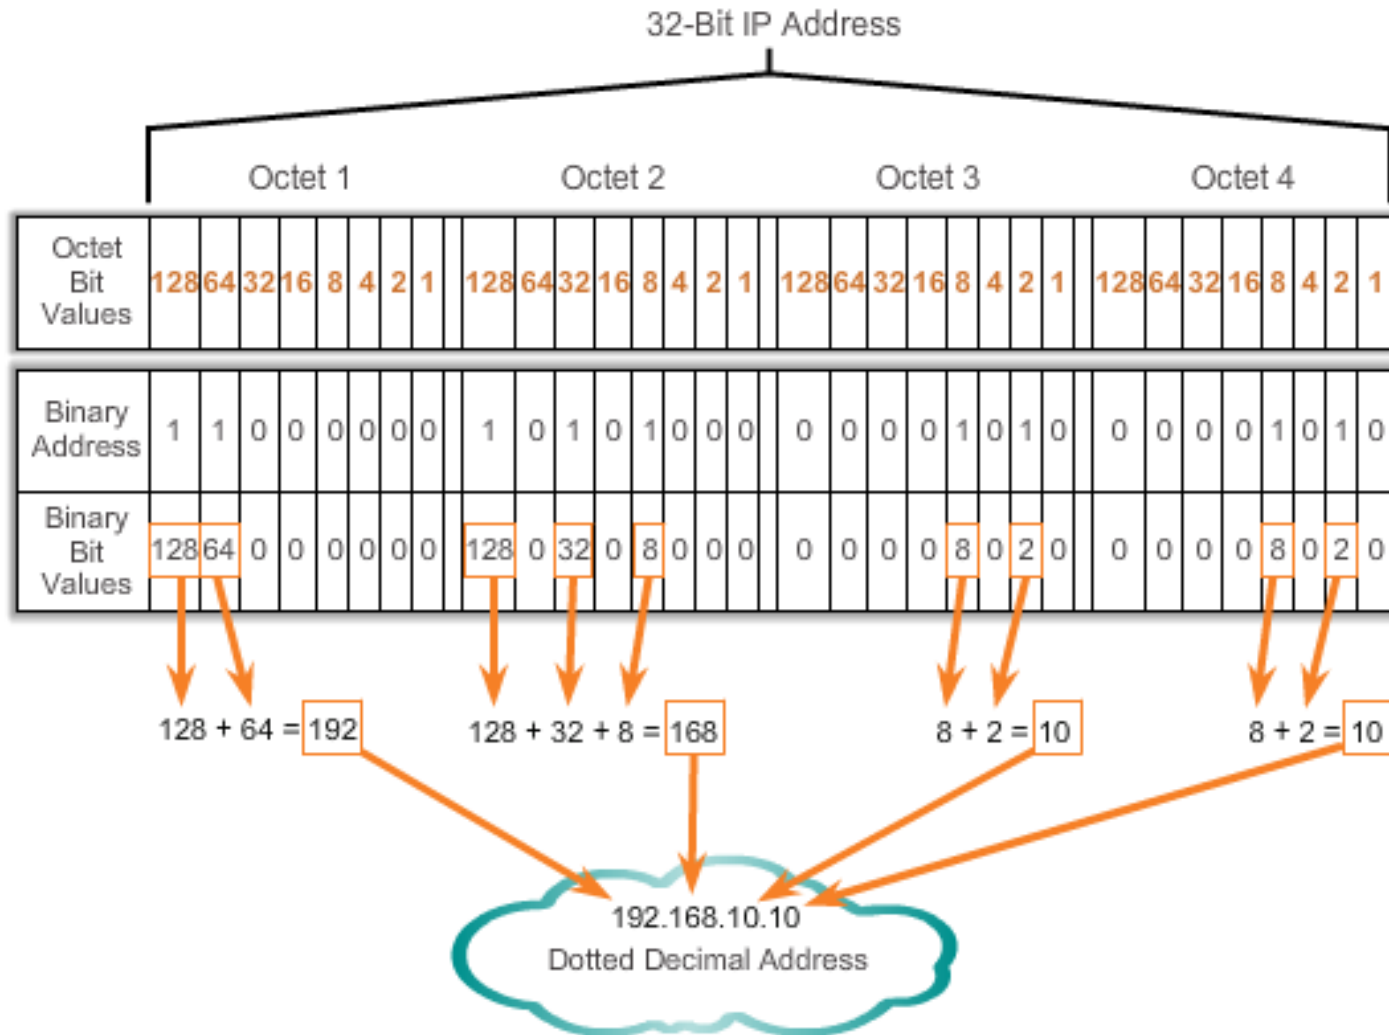 32-Bit IP Address
Octet 1 Octet 2 Octet 3 Octet 4
Octet
Bit
Values
128 64 32 16 8 4 2 1 128 64 32 16 8 4 2 1 128 64 32 16 8 4 2 1 128 64 32 16 8 4 2 1
Binary
Address
1 1 0 0 0 0 0 0 1 0 1 0 1 0 0 0 0 0 0 0 1 0 1 0 0 0 0 0 1 0 1 0
Binary
Bit
Values
128 64 0 0 0 0 0 0 128 0 32 0 8 0 0 0 0 0 0 0 8 0 2 0 0 0 0 0 8 0 2 0
128 + 64 = 192 128 + 32 + 8 = 168 8 + 2 = 10 8 + 2 = 10
192.168.10.10
Dotted Decimal Address